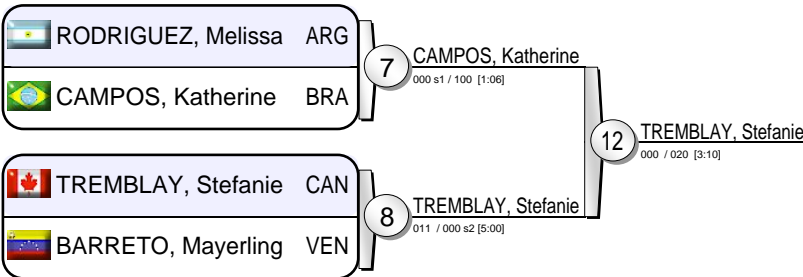 RODRIGUEZ, Melissa ARG
CAMPOS, Katherine BRA
7
CAMPOS, Katherine
000 s1 / 100 [1:06]
TREMBLAY, Stefanie CAN
BARRETO, Mayerling VEN
8
TREMBLAY, Stefanie
011 / 000 s2 [5:00]
12
TREMBLAY, Stefanie
000 / 020 [3:10]